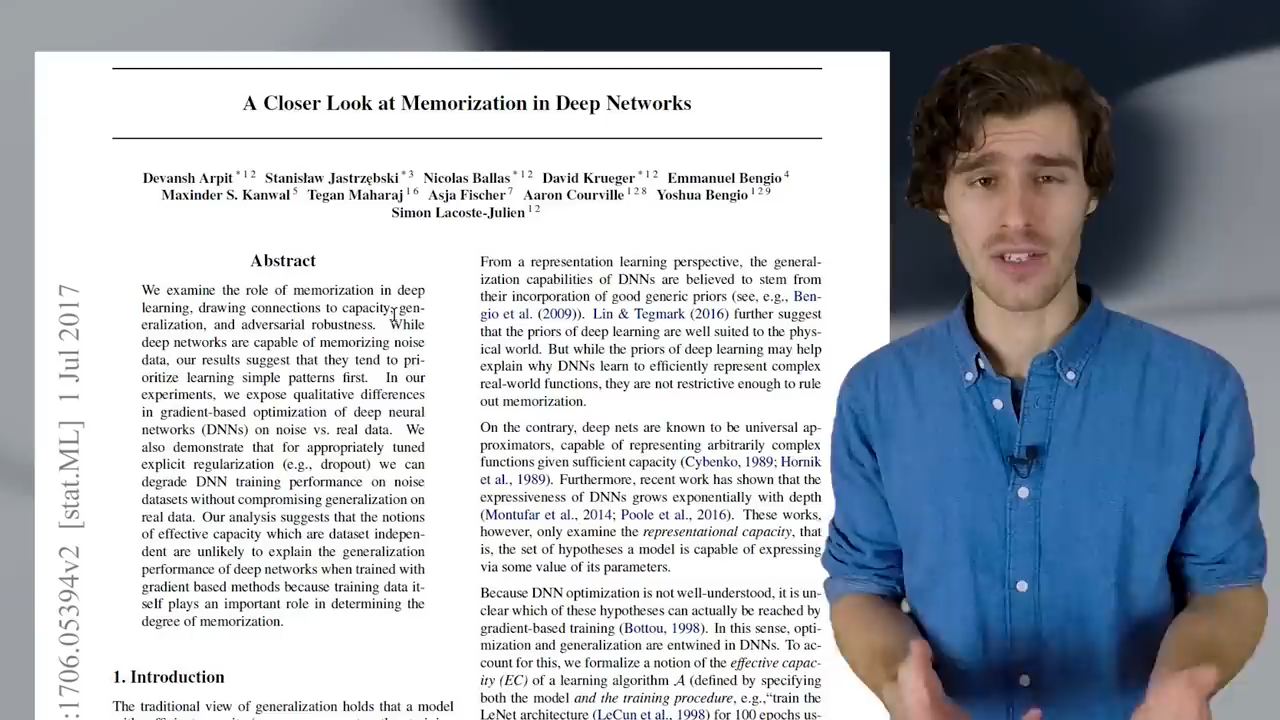 A Closer Look at Memorization in Deep Networks
Devansh Arpit * 1 2 Stanisław Jastrzębski * 3 Nicolas Ballas * 1 2 David Krueger * 1 2 Emmanuel Bengio 4
Maxinder S. Kanwal 5 Tegan Maharaj 1 6 Asja Fischer 7 Aaron Courville 1 2 8 Yoshua Bengio 1 2 9
Simon Lacoste-Julien 1 2
Abstract
We examine the role of memorization in deep
learning, drawing connections to capacity, gen-
eralization, and adversarial robustness. While
deep networks are capable of memorizing noise
data, our results suggest that they tend to pri-
oritize learning simple patterns first. In our
experiments, we expose qualitative differences
in gradient-based optimization of deep neural
networks (DNNs) on noise vs. real data. We
also demonstrate that for appropriately tuned
explicit regularization (e.g., dropout) we can
degrade DNN training performance on noise
datasets without compromising generalization on
real data. Our analysis suggests that the notions
of effective capacity which are dataset indepen-
dent are unlikely to explain the generalization
performance of deep networks when trained with
gradient based methods because training data it-
self plays an important role in determining the
degree of memorization.
1. Introduction
The traditional view of generalization holds that a model
From a representation learning perspective, the general-
ization capabilities of DNNs are believed to stem from
their incorporation of good generic priors (see, e.g., Ben-
gio et al. (2009)). Lin & Tegmark (2016) further suggest
that the priors of deep learning are well suited to the phys-
ical world. But while the priors of deep learning may help
explain why DNNs learn to efficiently represent complex
real-world functions, they are not restrictive enough to rule
out memorization.
On the contrary, deep nets are known to be universal ap-
proximators, capable of representing arbitrarily complex
functions given sufficient capacity (Cybenko, 1989; Hornik
et al., 1989). Furthermore, recent work has shown that the
expressiveness of DNNs grows exponentially with depth
(Montufar et al., 2014; Poole et al., 2016). These works,
however, only examine the representational capacity, that
is, the set of hypotheses a model is capable of expressing
via some value of its parameters.
Because DNN optimization is not well-understood, it is un-
clear which of these hypotheses can actually be reached by
gradient-based training (Bottou, 1998). In this sense, opti-
mization and generalization are entwined in DNNs. To ac-
count for this, we formalize a notion of the effective capac-
ity (EC) of a learning algorithm A (defined by specifying
both the model and the training procedure, e.g.,“train the
LeNet architecture (LeCun et al., 1998) for 100 epochs us-
:1706.05394v2 [stat.ML] 1 Jul 2017